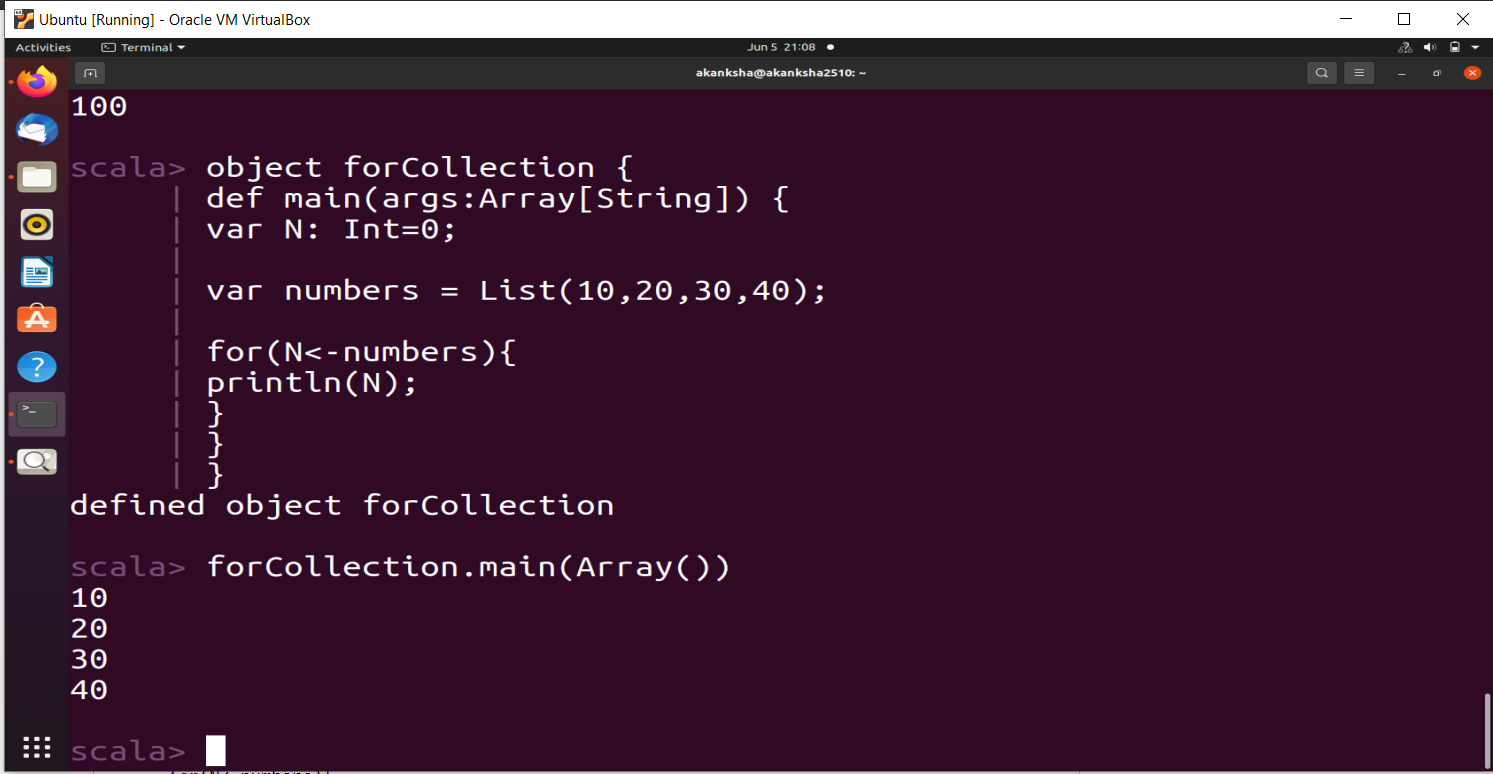 Ubuntu [Running] - Oracle VM VirtualBox
Activities Terminal Jun 5 21:08
akanksha@akanksha2510: ~
100
scala> object forCollection {
| def main(args:Array[String]) {
| var N: Int=0;
|
| var numbers = List(10,20,30,40);
|
| for(N<-numbers){
| println(N);
| }
| }
| }
defined object forCollection
scala> forCollection.main(Array())
10
20
30
40
scala>